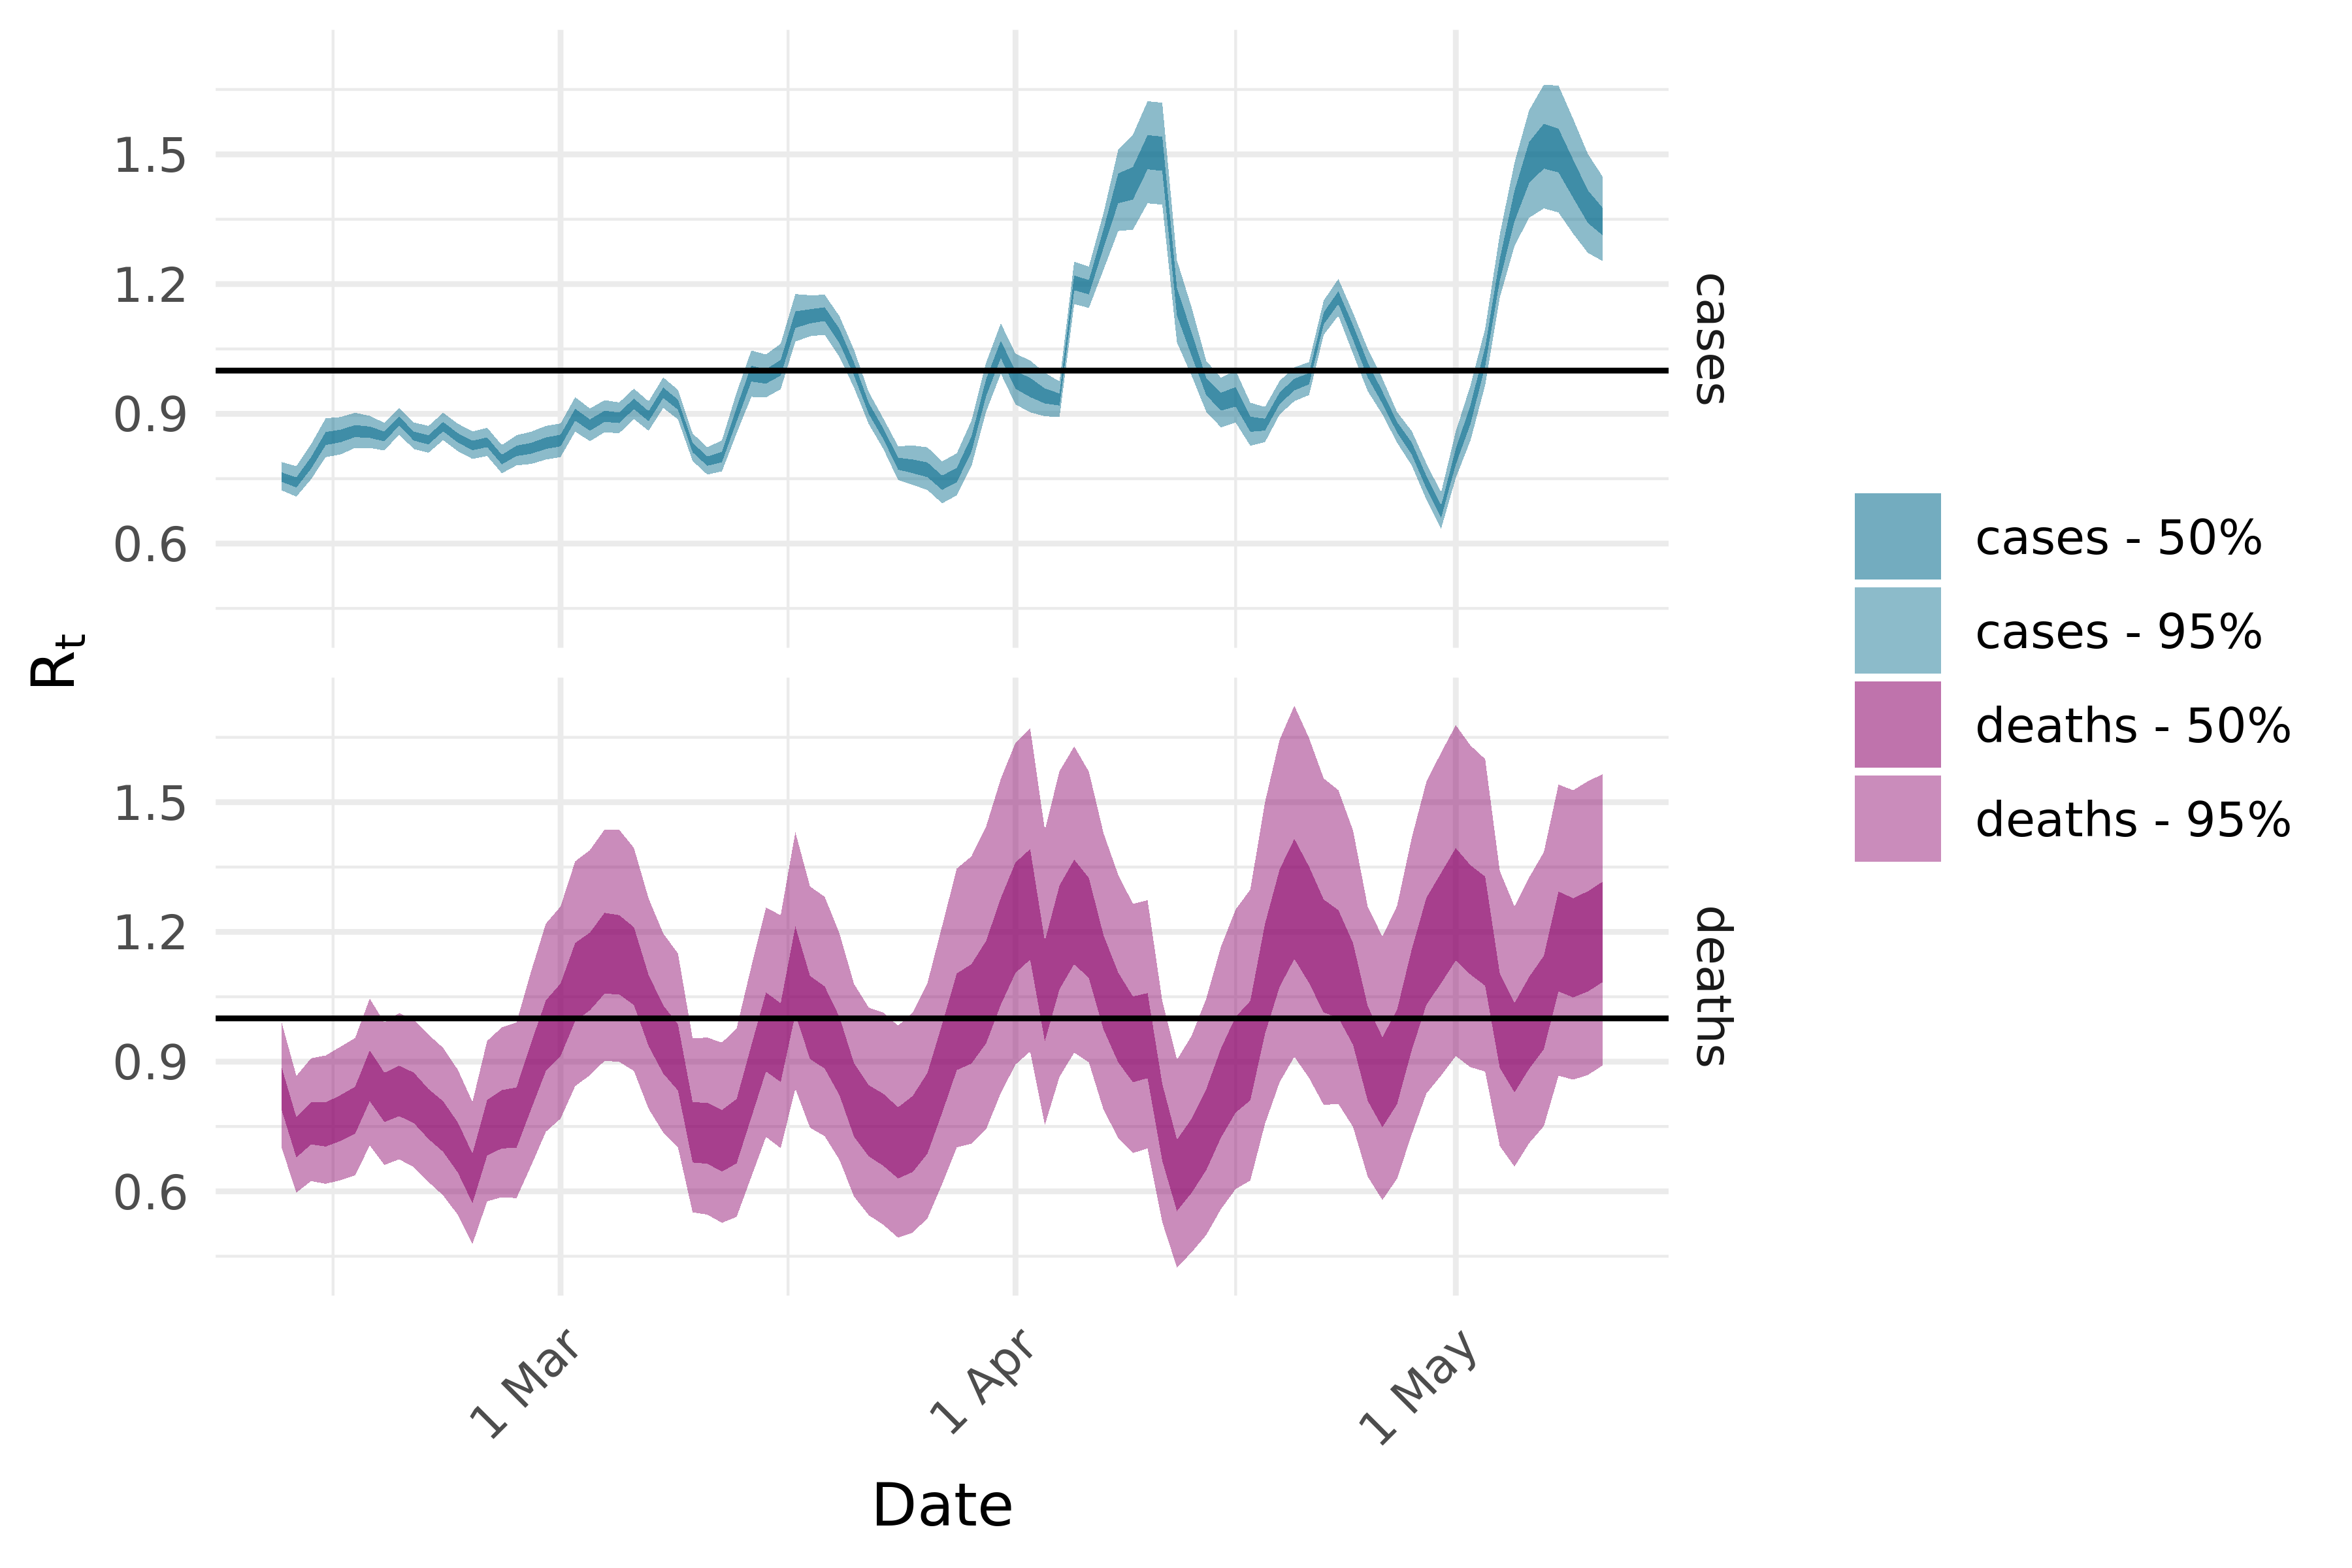 1.5
1.2
0.9
0.6
cases
1.5
1.2
0.9
0.6
deaths
Rt
1 Mar
1 Apr
1 May
Date
cases - 50%
cases - 95%
deaths - 50%
deaths - 95%